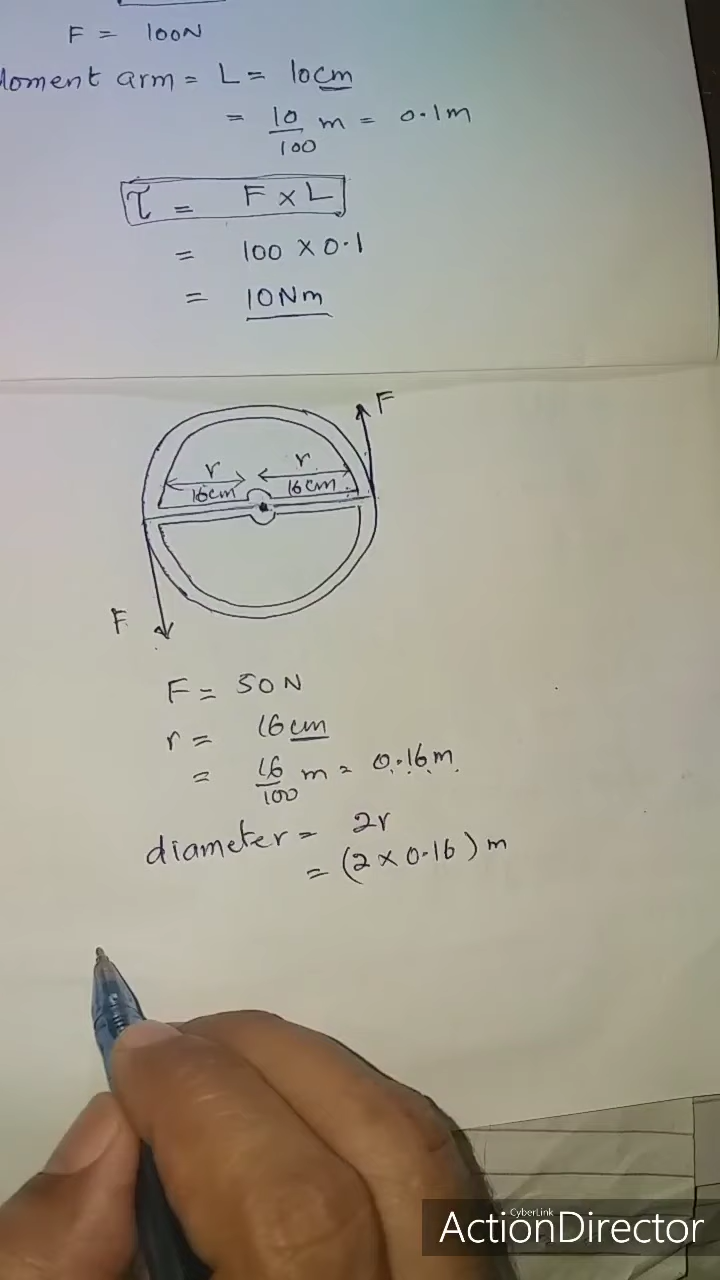 F = 100N
Moment arm = L = 10cm
= 10/100 m = 0.1m
τ = F × L
= 100 × 0.1
= 10Nm
F
r r
16cm 16cm
F
F = 50N
r = 16cm
= 16/100 m = 0.16m
diameter = 2r
= (2 × 0.16) m
CyberLink
ActionDirector